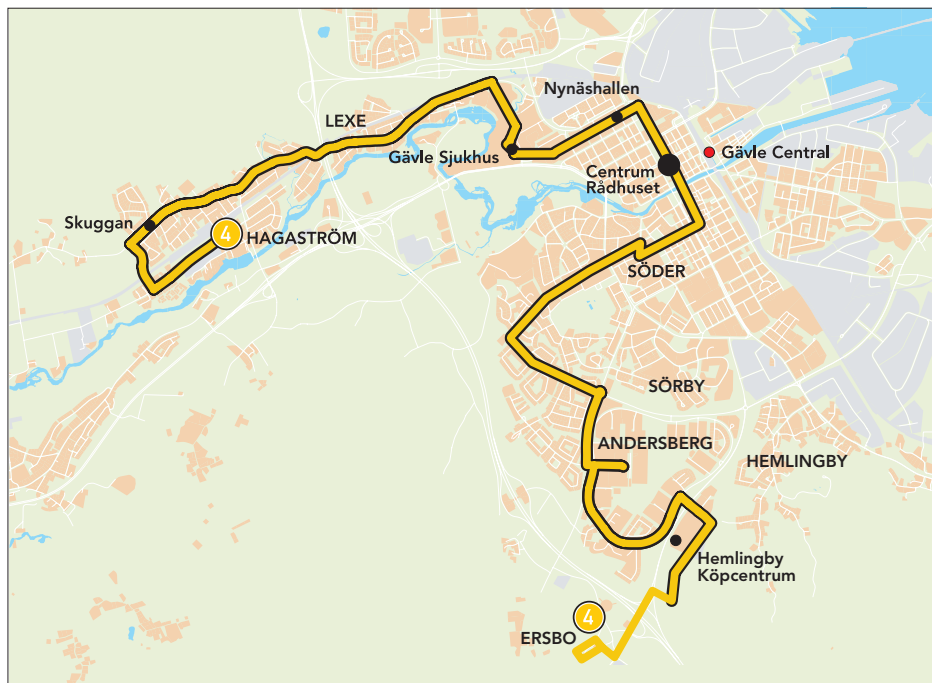 Nynäshallen
LEXE
Gävle Sjukhus
Gävle Central
Centrum
Rådhuset
Skuggan
4
HAGASTRÖM
SÖDER
SÖRBY
ANDERSBERG
HEMLINGBY
Hemlingby
Köpcentrum
4
ERSBO